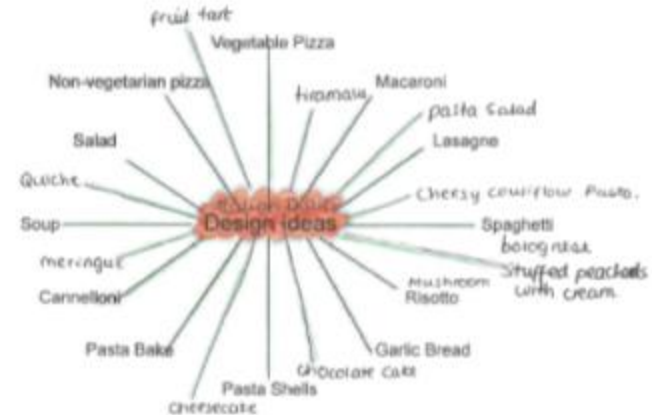 fruit tart
Vegetable Pizza
Non-vegetarian pizza
tiramasu
Macaroni
pasta salad
Salad
Lasagne
Quiche
Cheesy cauliflow Pasta.
Design ideas
Soup
Spaghetti
bolognese
meringue
Stuffed peaches
with cream
Mushroom
Cannelloni
Risotto
Pasta Bake
Garlic Bread
chocolate cake
Pasta Shells
cheesecake